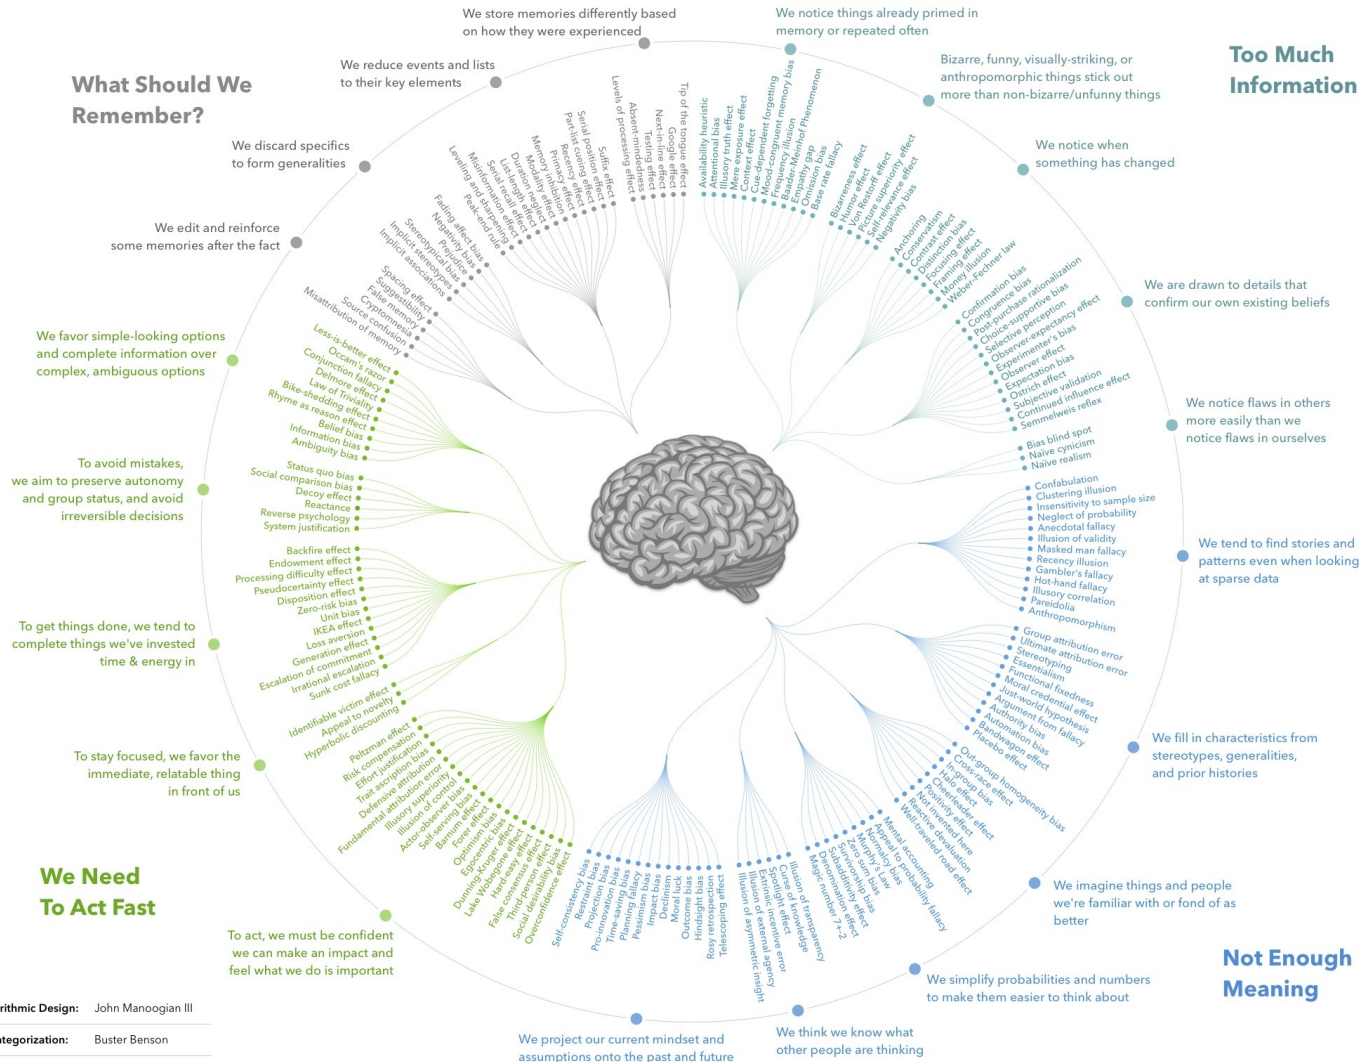 We store memories differently based
on how they were experienced
We reduce events and lists
to their key elements
What Should We
Remember?
We discard specifics
to form generalities
We edit and reinforce
some memories after the fact
We notice things already primed in
memory or repeated often
Bizarre, funny, visually-striking, or
anthropomorphic things stick out
more than non-bizarre/unfunny things
Too Much
Information
We notice when
something has changed
We are drawn to details that
confirm our own existing beliefs
We notice flaws in others
more easily than we
notice flaws in ourselves
Tip of the tongue effect
Google effect
Next-in-line effect
Testing effect
Absent-mindedness
Levels of processing effect
Suffix effect
Serial position effect
Part-list cueing effect
Recency effect
Primacy effect
Memory inhibition
Modality effect
Duration neglect
List-length effect
Serial recall effect
Misinformation effect
Leveling and sharpening
Peak-end rule
Fading affect bias
Negativity bias
Prejudice
Stereotypical bias
Implicit stereotypes
Implicit associations
Spacing effect
Suggestibility
False memory
Cryptomnesia
Source confusion
Misattribution of memory
Availability heuristic
Attentional bias
Illusory truth effect
Mere exposure effect
Context effect
Cue-dependent forgetting
Mood-congruent memory bias
Frequency illusion
Baader-Meinhof Phenomenon
Empathy gap
Omission bias
Base rate fallacy
Bizarreness effect
Humor effect
Von Restorff effect
Picture superiority effect
Self-relevance effect
Negativity bias
Anchoring
Conservatism
Contrast effect
Distinction bias
Focusing effect
Framing effect
Money illusion
Weber-Fechner law
Confirmation bias
Congruence bias
Post-purchase rationalization
Choice-supportive bias
Selective perception
Observer-expectancy effect
Experimenter's bias
Observer effect
Expectation bias
Ostrich effect
Subjective validation
Continued influence effect
Semmelweis reflex
Bias blind spot
Naïve cynicism
Naïve realism
We favor simple-looking options
and complete information over
complex, ambiguous options
Less-is-better effect
Occam's razor
Conjunction fallacy
Delmore effect
Law of Triviality
Bike-shedding effect
Rhyme as reason effect
Belief bias
Information bias
Ambiguity bias
To avoid mistakes,
we aim to preserve autonomy
and group status, and avoid
irreversible decisions
Status quo bias
Social comparison bias
Decoy effect
Reactance
Reverse psychology
System justification
To get things done, we tend to
complete things we've invested
time & energy in
Backfire effect
Endowment effect
Processing difficulty effect
Pseudocertainty effect
Disposition effect
Zero-risk bias
Unit bias
IKEA effect
Loss aversion
Generation effect
Escalation of commitment
Irrational escalation
Sunk cost fallacy
To stay focused, we favor the
immediate, relatable thing
in front of us
Identifiable victim effect
Appeal to novelty
Hyperbolic discounting
We Need
To Act Fast
To act, we must be confident
we can make an impact and
feel what we do is important
Peltzman effect
Risk compensation
Effort justification
Trait ascription bias
Defensive attribution
Fundamental attribution error
Illusory superiority
Illusion of control
Actor-observer bias
Self-serving bias
Barnum effect
Forer effect
Optimism bias
Egocentric bias
Dunning-Kruger effect
Lake Wobegone effect
Hard-easy effect
False consensus effect
Third-person effect
Social desirability bias
Overconfidence effect
We tend to find stories and
patterns even when looking
at sparse data
Confabulation
Clustering illusion
Insensitivity to sample size
Neglect of probability
Anecdotal fallacy
Illusion of validity
Masked man fallacy
Recency illusion
Gambler's fallacy
Hot-hand fallacy
Illusory correlation
Pareidolia
Anthropomorphism
We fill in characteristics from
stereotypes, generalities,
and prior histories
Group attribution error
Ultimate attribution error
Stereotyping
Essentialism
Functional fixedness
Moral credential effect
Just-world hypothesis
Argument from fallacy
Authority bias
Automation bias
Bandwagon effect
Placebo effect
We imagine things and people
we're familiar with or fond of as
better
Out-group homogeneity bias
Cross-race effect
In-group bias
Halo effect
Cheerleader effect
Positivity effect
Not invented here
Reactive devaluation
Well-traveled road effect
Not Enough
Meaning
We simplify probabilities and numbers
to make them easier to think about
Mental accounting
Appeal to probability fallacy
Normalcy bias
Murphy's Law
Zero sum bias
Survivorship bias
Subadditivity effect
Denomination effect
Magic number 7+-2
We think we know what
other people are thinking
Illusion of transparency
Curse of knowledge
Spotlight effect
Extrinsic incentive error
Illusion of external agency
Illusion of asymmetric insight
We project our current mindset and
assumptions onto the past and future
Telescoping effect
Rosy retrospection
Hindsight bias
Outcome bias
Moral luck
Declinism
Impact bias
Pessimism bias
Planning fallacy
Time-saving bias
Pro-innovation bias
Projection bias
Restraint bias
Self-consistency bias
rithmic Design: John Manoogian III
tegorization: Buster Benson